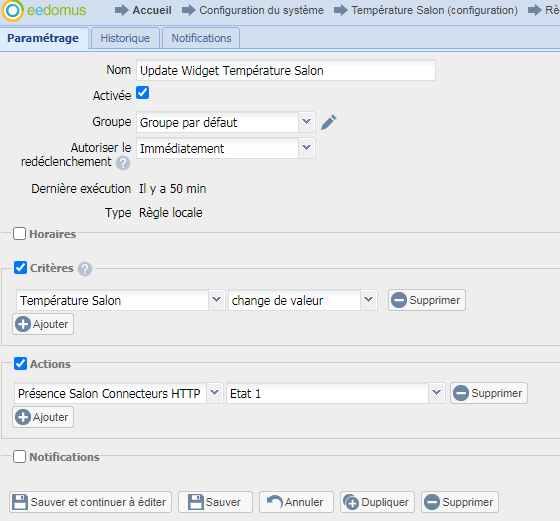 eedomus Accueil Configuration du système Température Salon (configuration) Rè
Paramétrage Historique Notifications
Nom Update Widget Température Salon
Activée
Groupe Groupe par défaut
Autoriser le
redéclenchement ? Immédiatement
Dernière exécution Il y a 50 min
Type Règle locale
Horaires
Critères ?
Température Salon change de valeur Supprimer
Ajouter
Actions
Présence Salon Connecteurs HTTP Etat 1 Supprimer
Ajouter
Notifications
Sauver et continuer à éditer Sauver Annuler Dupliquer Supprimer